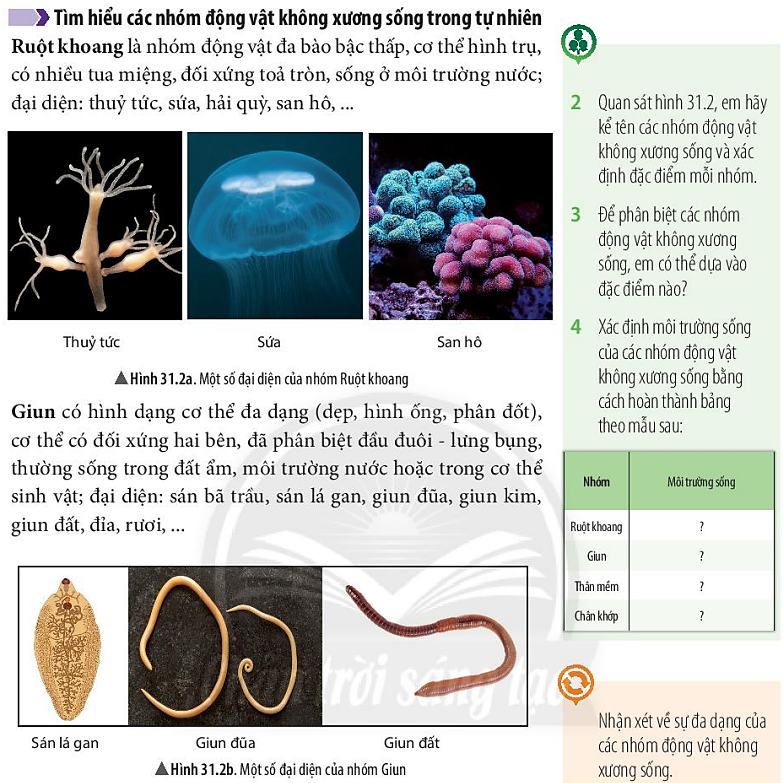 Tìm hiểu các nhóm động vật không xương sống trong tự nhiên
Ruột khoang là nhóm động vật đa bào bậc thấp, cơ thể hình trụ,
có nhiều tua miệng, đối xứng toả tròn, sống ở môi trường nước;
đại diện: thuỷ tức, sứa, hải quỳ, san hô, ...
Thuỷ tức
Sứa
San hô
▲Hình 31.2a. Một số đại diện của nhóm Ruột khoang
Giun có hình dạng cơ thể đa dạng (dẹp, hình ống, phân đốt),
cơ thể có đối xứng hai bên, đã phân biệt đầu đuôi - lưng bụng,
thường sống trong đất ẩm, môi trường nước hoặc trong cơ thể
sinh vật; đại diện: sán bã trầu, sán lá gan, giun đũa, giun kim,
giun đất, đỉa, rươi, ...
Chân trời sáng tạo
Sán lá gan
Giun đũa
Giun đất
▲Hình 31.2b. Một số đại diện của nhóm Giun
2 Quan sát hình 31.2, em hãy
kể tên các nhóm động vật
không xương sống và xác
định đặc điểm mỗi nhóm.
3 Để phân biệt các nhóm
động vật không xương
sống, em có thể dựa vào
đặc điểm nào?
4 Xác định môi trường sống
của các nhóm động vật
không xương sống bằng
cách hoàn thành bảng
theo mẫu sau:
Nhóm Môi trường sống
Ruột khoang ?
Giun ?
Thân mềm ?
Chân khớp ?
Nhận xét về sự đa dạng của
các nhóm động vật không
xương sống.